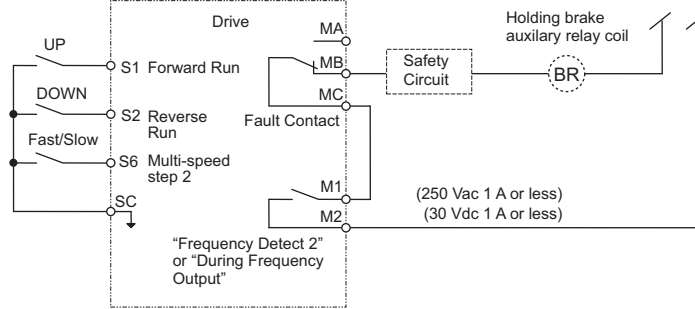 Drive
UP
S1 Forward Run
DOWN
S2 Reverse
Run
Fast/Slow
S6 Multi-speed
step 2
SC
MA
MB
MC
Fault Contact
M1
M2
“Frequency Detect 2”
or “During Frequency
Output”
Safety
Circuit
Holding brake
auxilary relay coil
BR
(250 Vac 1 A or less)
(30 Vdc 1 A or less)